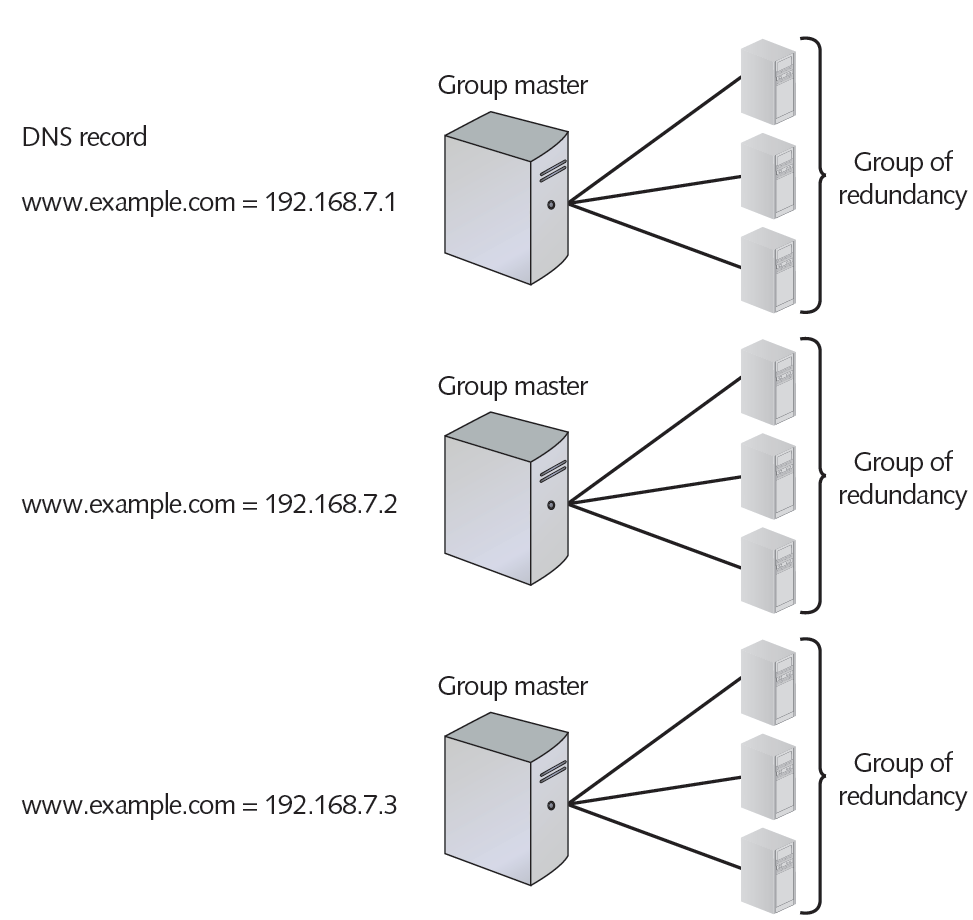 Group master
DNS record
www.example.com = 192.168.7.1
Group of
redundancy
Group master
www.example.com = 192.168.7.2
Group of
redundancy
Group master
www.example.com = 192.168.7.3
Group of
redundancy